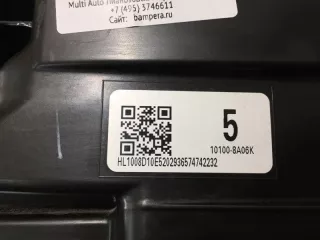 Multi Auto
+7 (495) 3746611
Сайт: bampera.ru
5
10100-8A06K
HL1008D10E5202936574742232